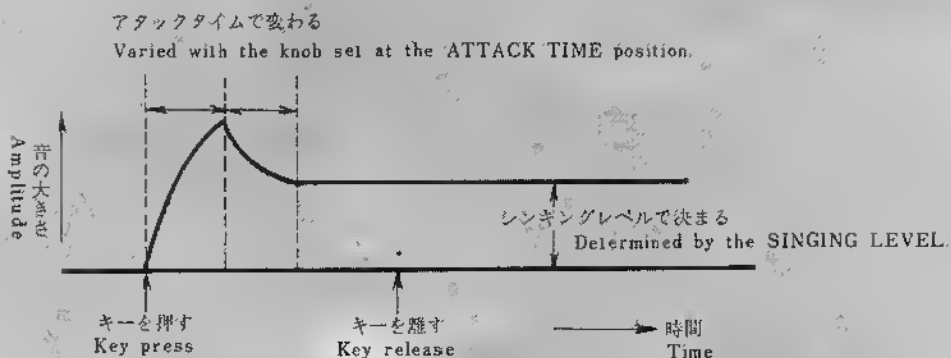 アタックタイムで変わる
Varied with the knob set at the ATTACK TIME position.
音の大きさ
Amplitude
シンキングレベルで決まる
Determined by the SINGING LEVEL.
キーを押す
Key press
キーを離す
Key release
時間
Time